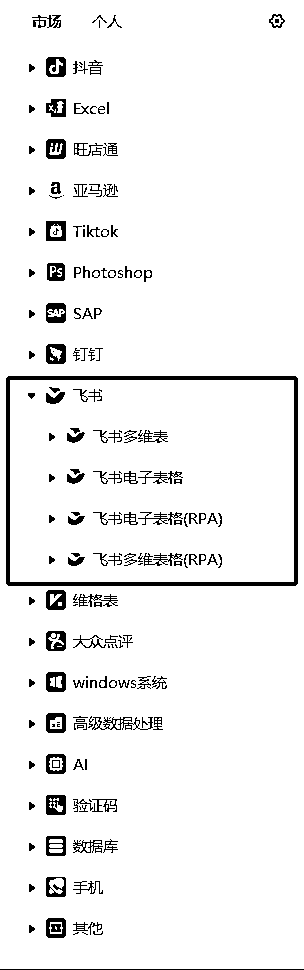 市场 个人
抖音
Excel
旺店通
亚马逊
Tiktok
Ps Photoshop
SAP SAP
钉钉
飞书
飞书多维表
飞书电子表格
飞书电子表格(RPA)
飞书多维表格(RPA)
维格表
大众点评
windows系统
高级数据处理
AI
验证码
数据库
手机
其他